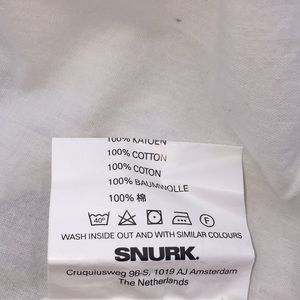 100% KATOEN
100% COTTON
100% COTON
100% BAUMWOLLE
100% 棉
40° F
WASH INSIDE OUT AND WITH SIMILAR COLOURS
SNURK.
Cruquiusweg 96-S, 1019 AJ Amsterdam
The Netherlands